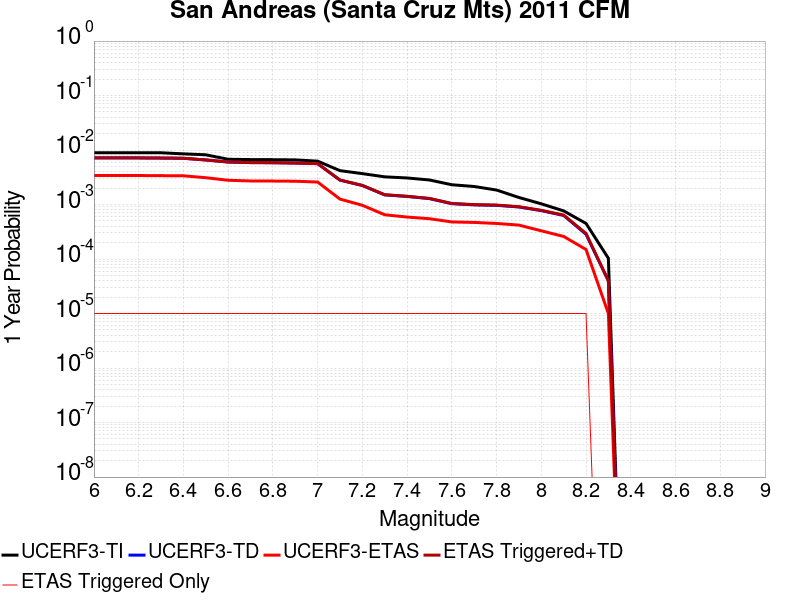 San Andreas (Santa Cruz Mts) 2011 CFM
10^0
10^-1
10^-2
10^-3
10^-4
10^-5
10^-6
10^-7
10^-8
1 Year Probability
6 6.2 6.4 6.6 6.8 7 7.2 7.4 7.6 7.8 8 8.2 8.4 8.6 8.8 9
Magnitude
UCERF3-TI UCERF3-TD UCERF3-ETAS ETAS Triggered+TD
ETAS Triggered Only